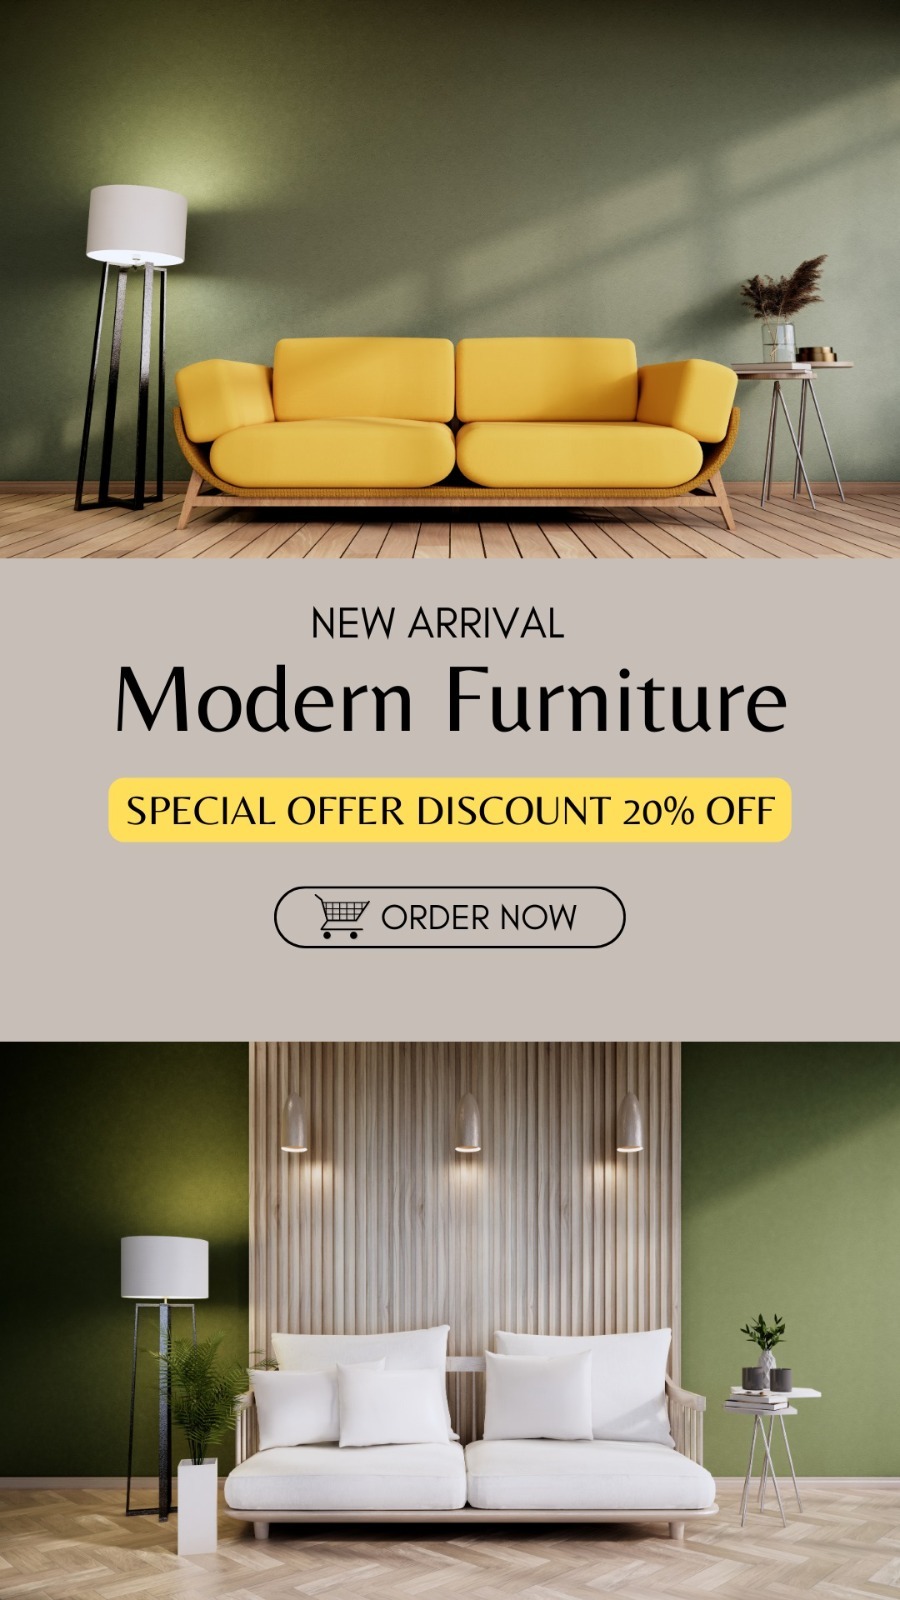 NEW ARRIVAL
Modern Furniture
SPECIAL OFFER DISCOUNT 20% OFF
ORDER NOW